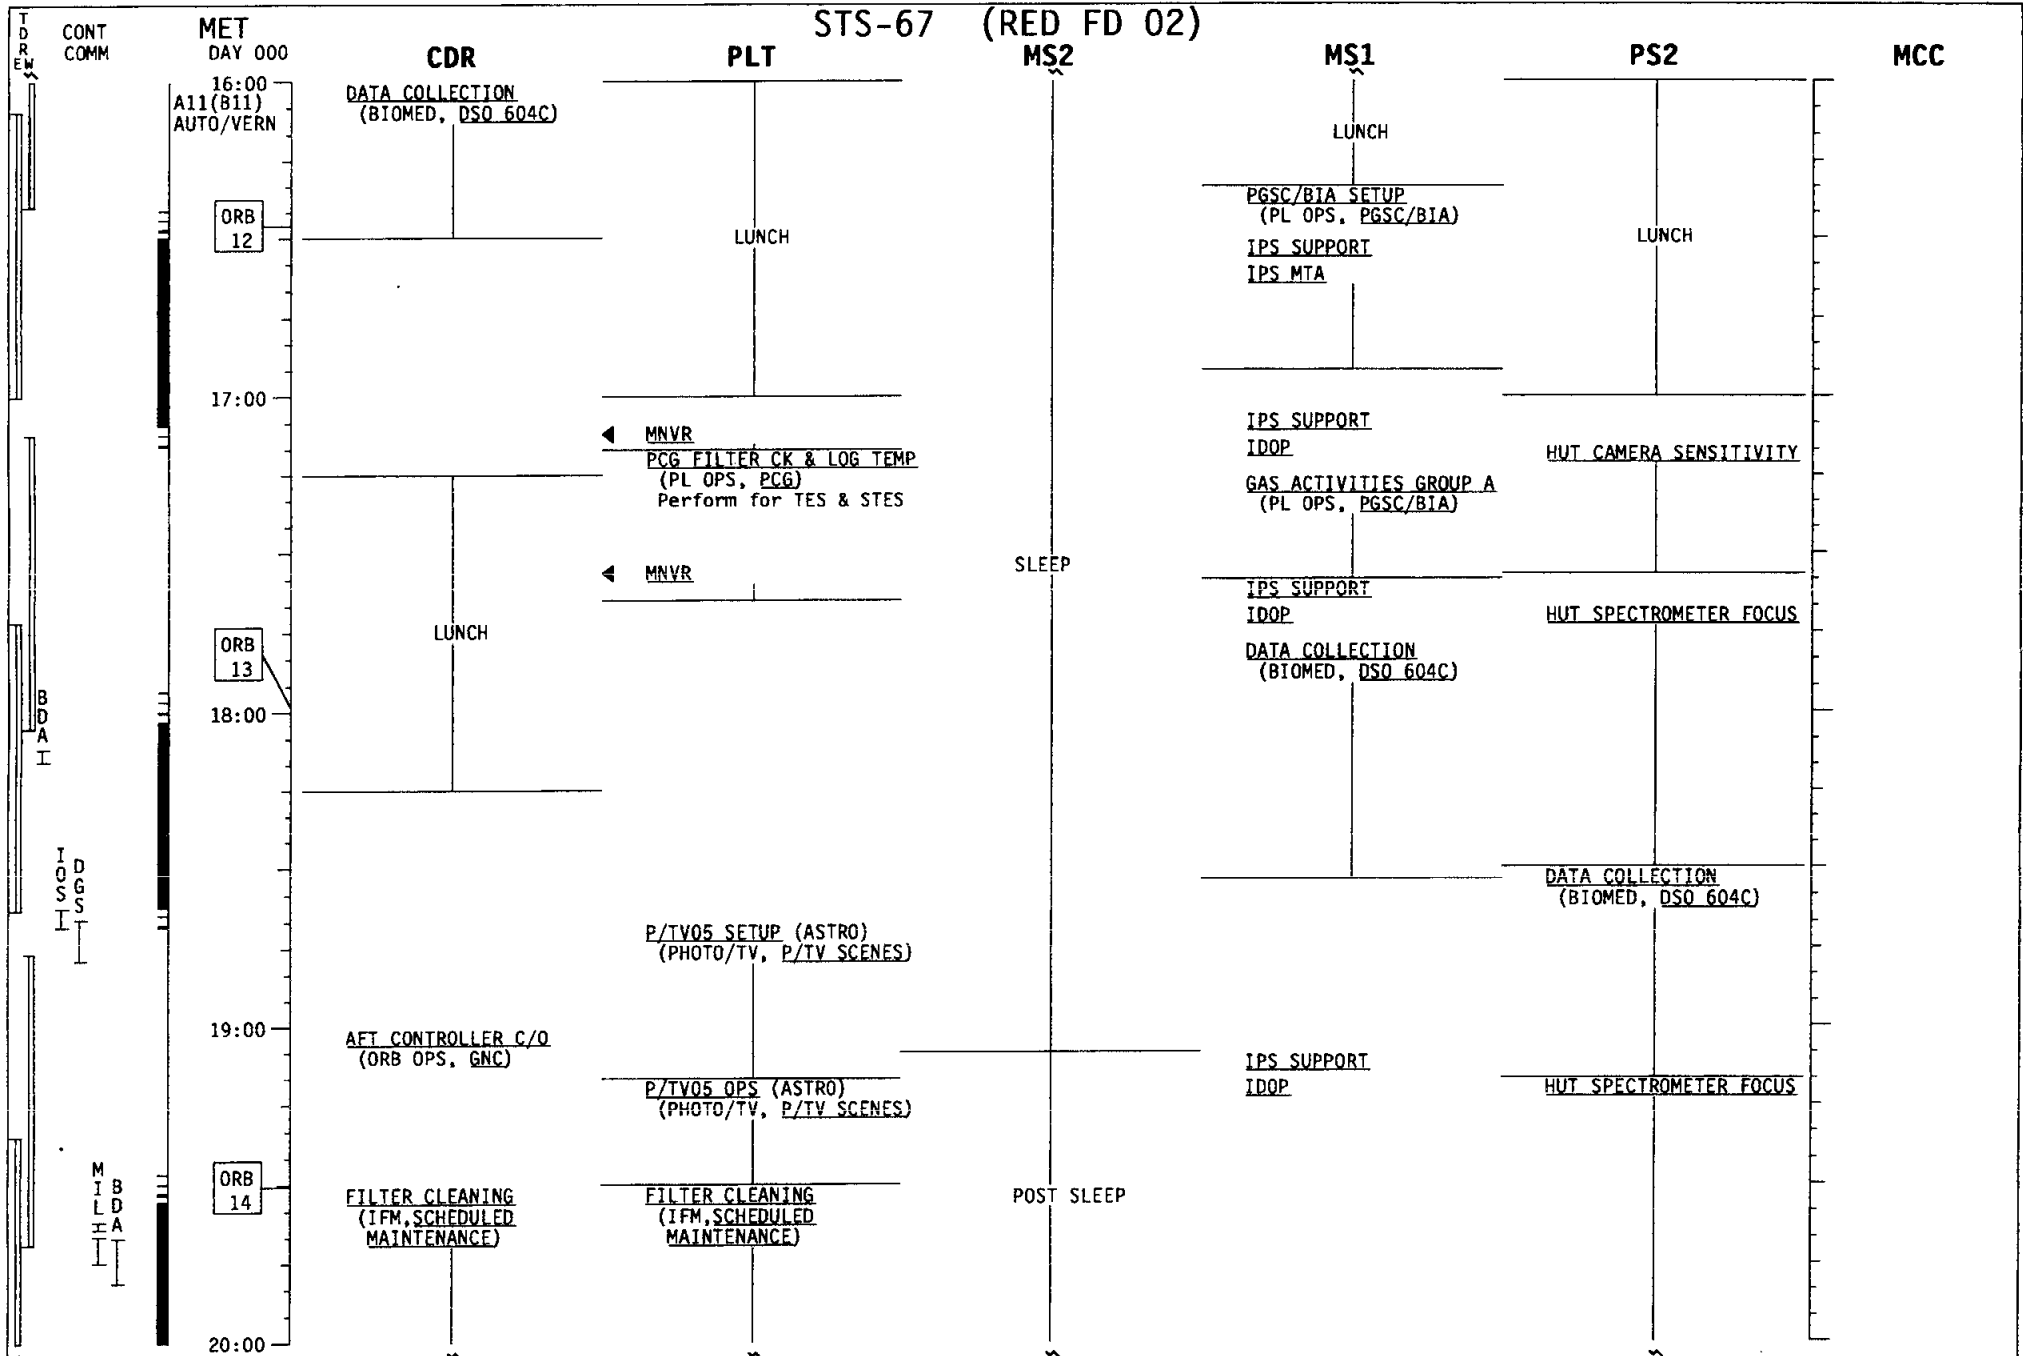 STS-67 (RED FD 02)
TDRE W
CONT COMM
MET
DAY 000
CDR
PLT
MS2
MS1
PS2
MCC
16:00
A11(B11)
AUTO/VERN
ORB
12
17:00
ORB
13
18:00
19:00
ORB
14
20:00
BDA
IOS
DGS
MIL
BDA
DATA COLLECTION
(BIOMED, DSO 604C)
LUNCH
AFT CONTROLLER C/O
(ORB OPS, GNC)
FILTER CLEANING
(IFM,SCHEDULED
MAINTENANCE)
LUNCH
MNVR
PCG FILTER CK & LOG TEMP
(PL OPS, PCG)
Perform for TES & STES
MNVR
P/TV05 SETUP (ASTRO)
(PHOTO/TV, P/TV SCENES)
P/TV05 OPS (ASTRO)
(PHOTO/TV, P/TV SCENES)
FILTER CLEANING
(IFM,SCHEDULED
MAINTENANCE)
SLEEP
POST SLEEP
LUNCH
PGSC/BIA SETUP
(PL OPS, PGSC/BIA)
IPS SUPPORT
IPS MTA
IPS SUPPORT
IDOP
GAS ACTIVITIES GROUP A
(PL OPS, PGSC/BIA)
IPS SUPPORT
IDOP
DATA COLLECTION
(BIOMED, DSO 604C)
IPS SUPPORT
IDOP
LUNCH
HUT CAMERA SENSITIVITY
HUT SPECTROMETER FOCUS
DATA COLLECTION
(BIOMED, DSO 604C)
HUT SPECTROMETER FOCUS